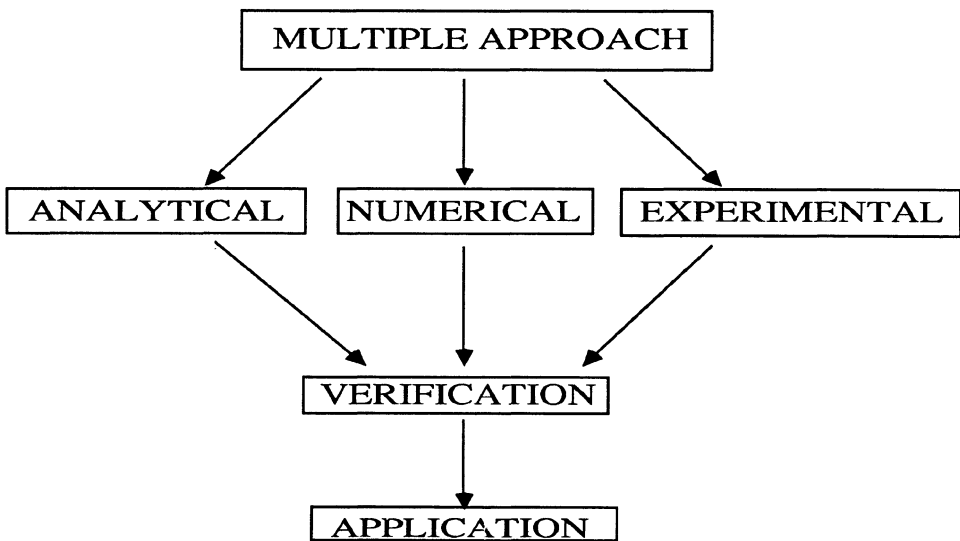 MULTIPLE APPROACH
ANALYTICAL
NUMERICAL
EXPERIMENTAL
VERIFICATION
APPLICATION